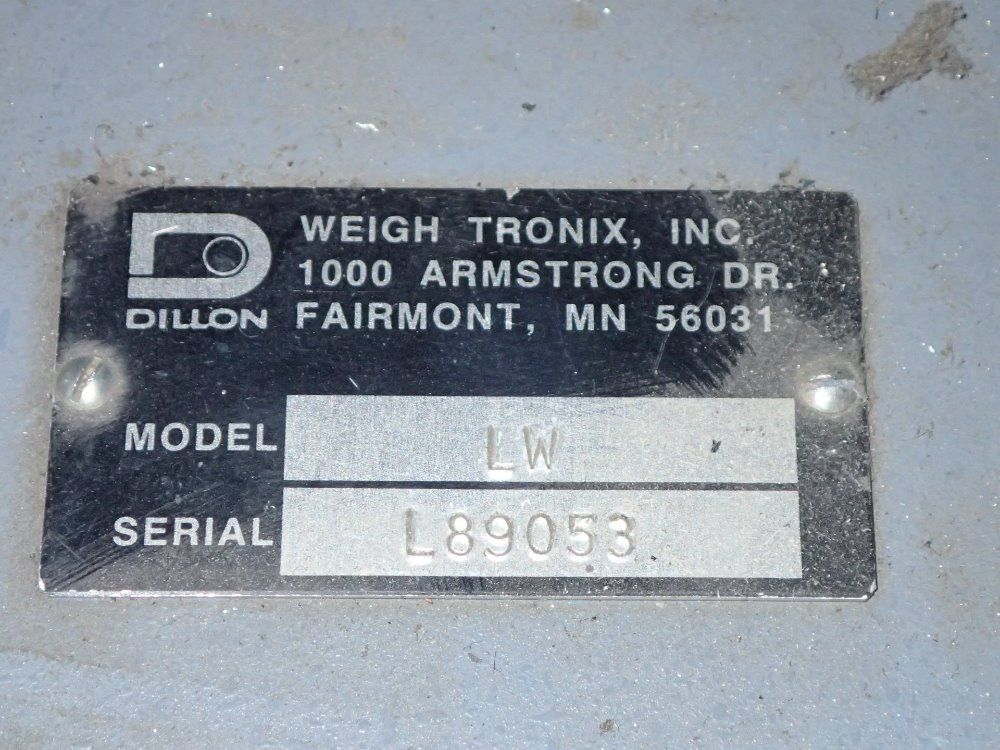 WEIGH TRONIX, INC.
1000 ARMSTRONG DR.
DILLON FAIRMONT, MN 56031
MODEL LW
SERIAL L89053